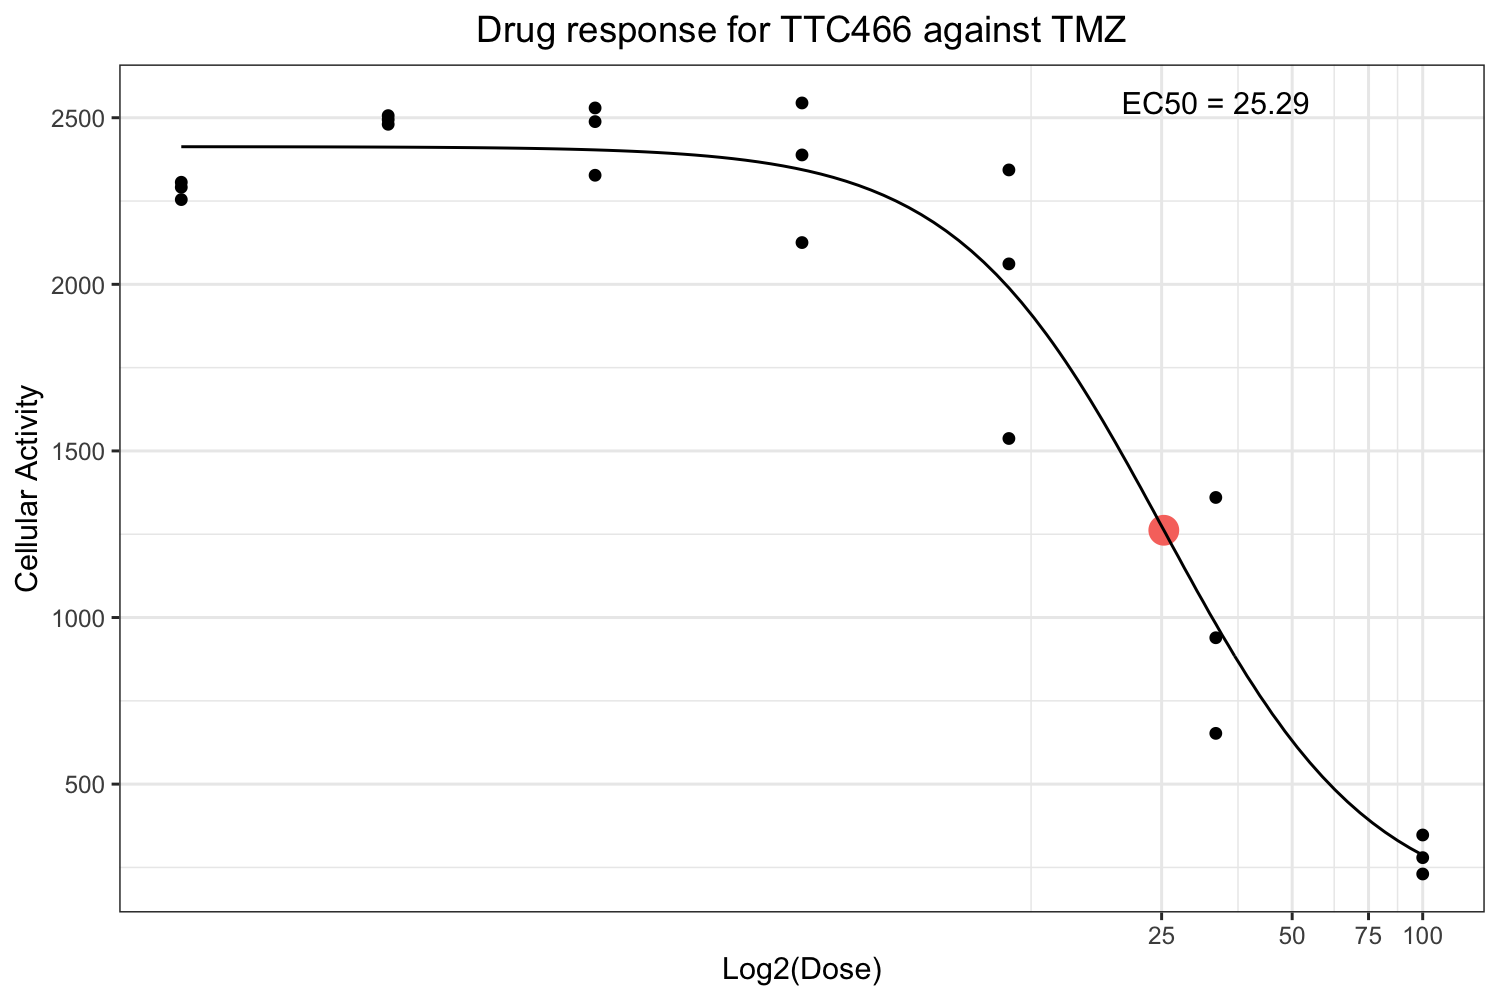 Drug response for TTC466 against TMZ
EC50 = 25.29
2500
2000
1500
1000
500
Cellular Activity
25 50 75 100
Log2(Dose)